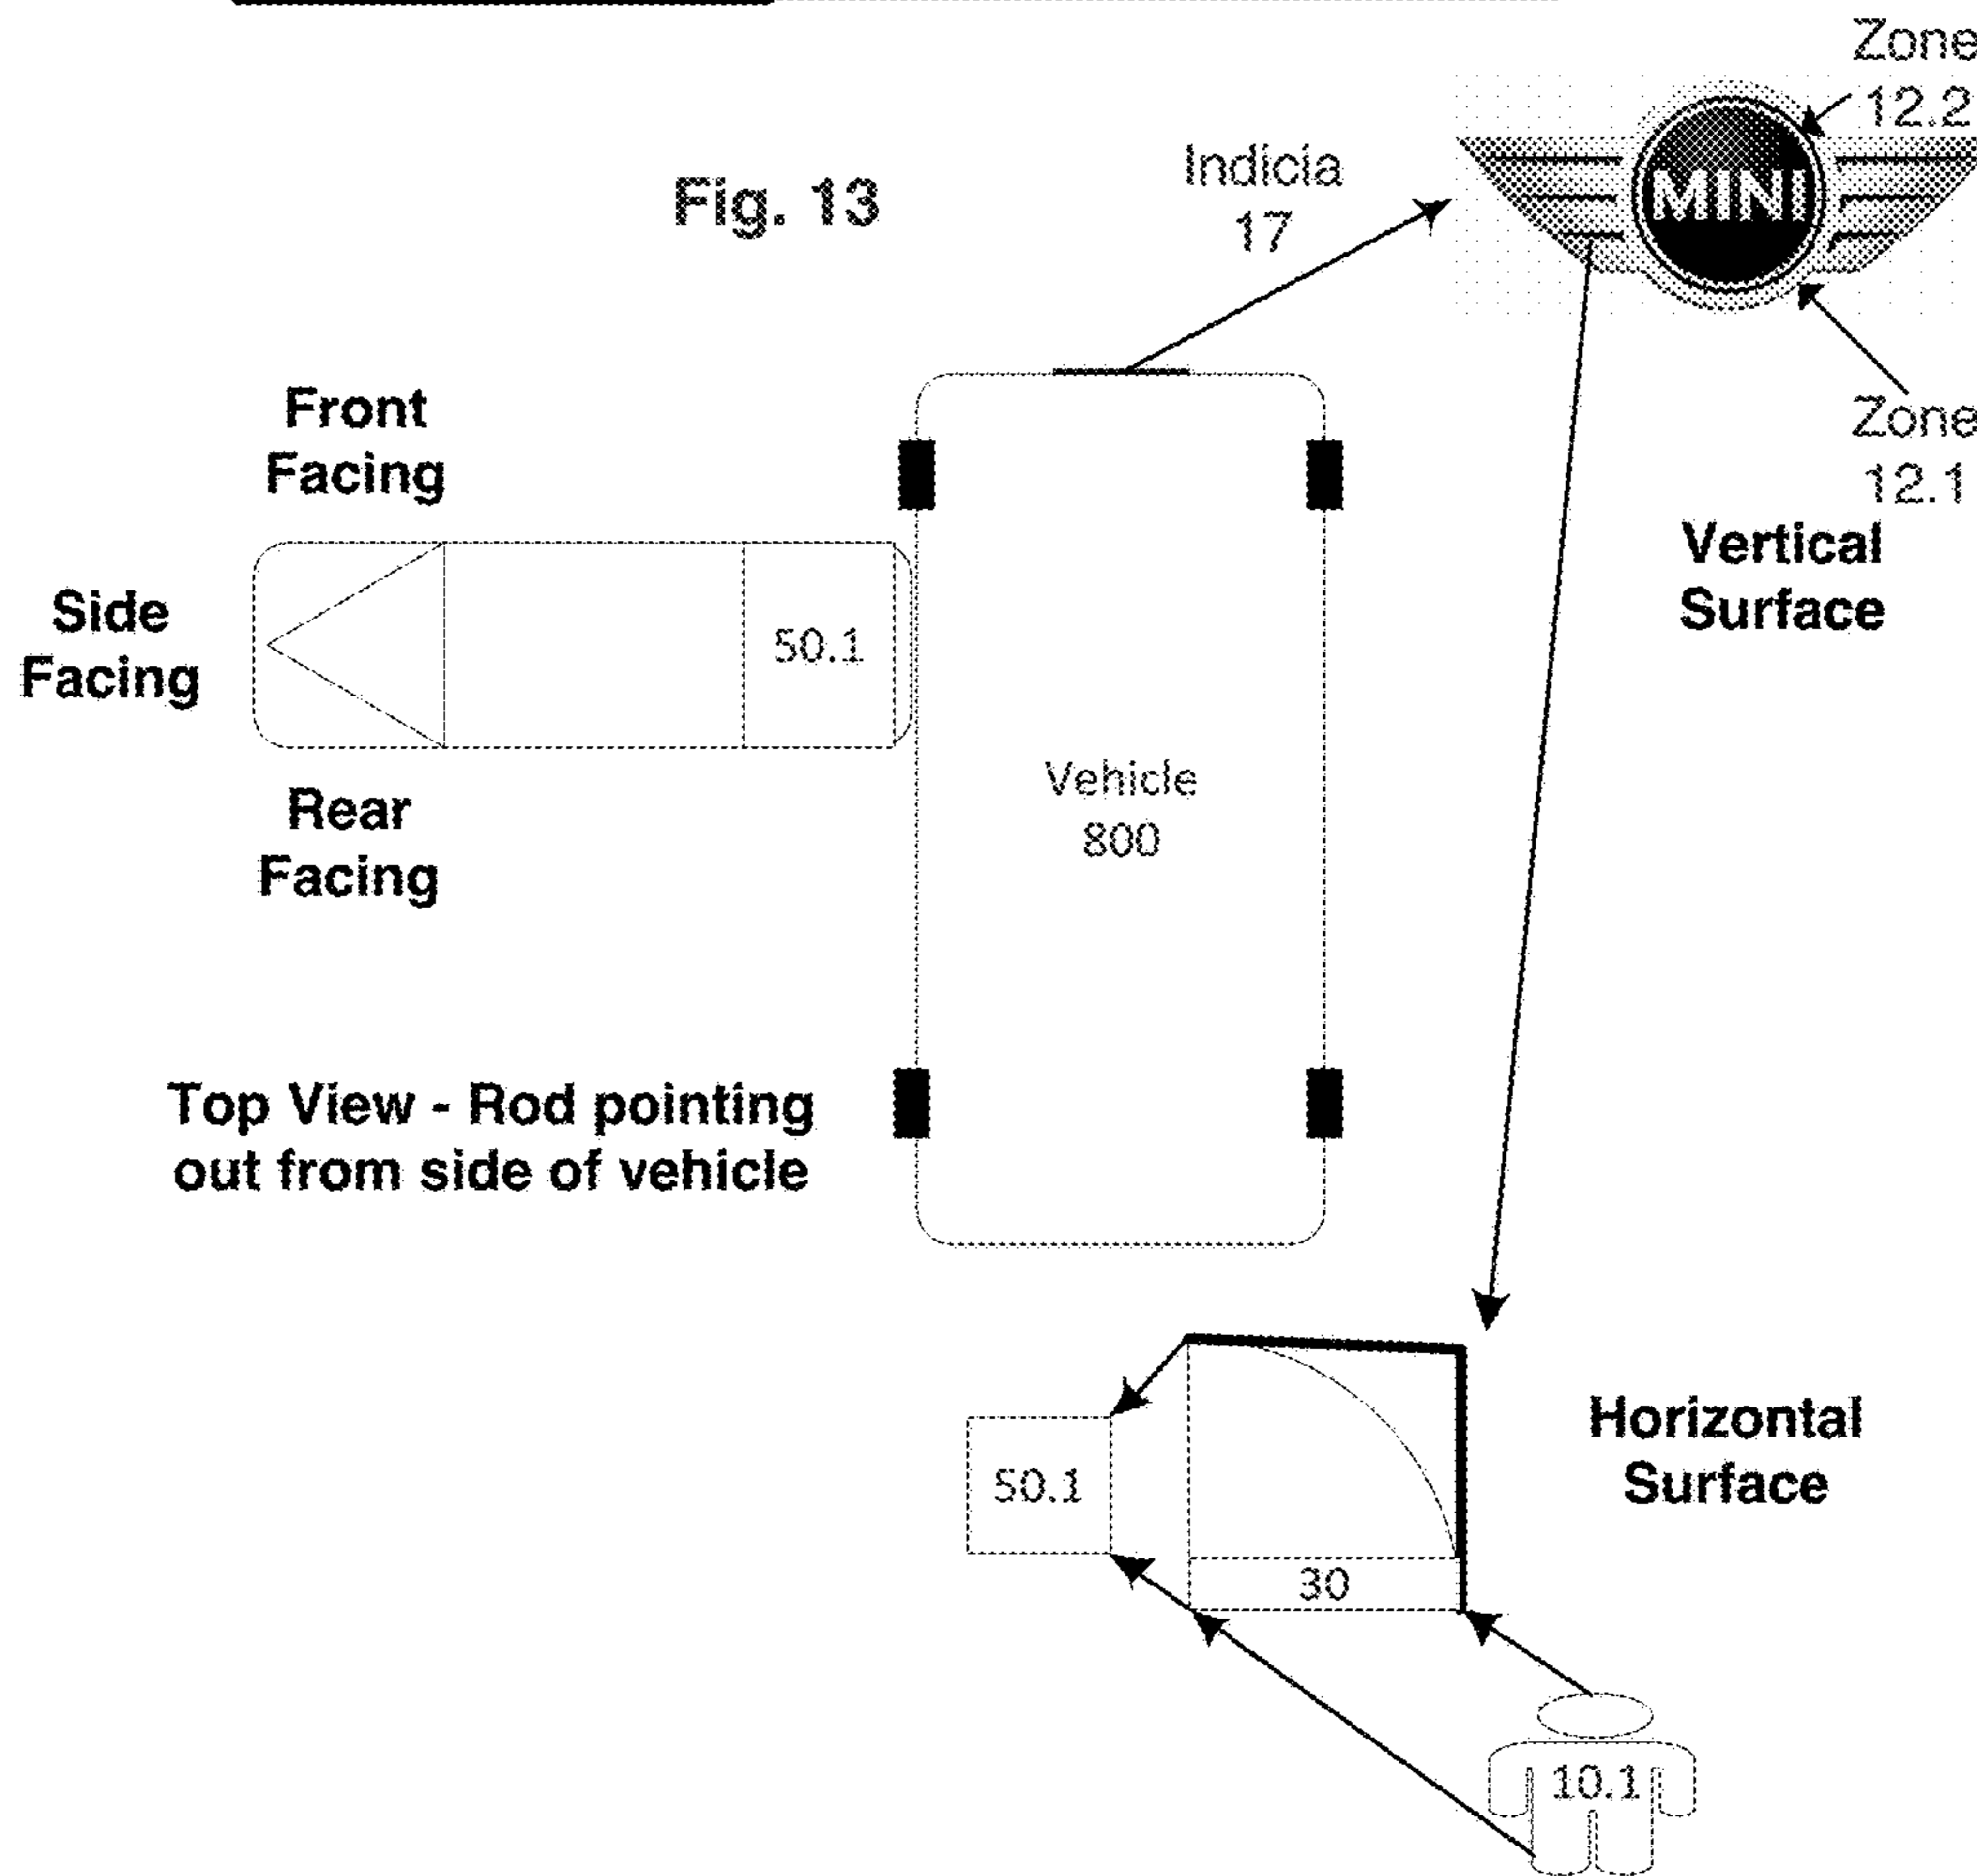 Zone
12.2
Indicia
17
Fig. 13
MINI
Zone
12.1
Front
Facing
Vertical
Surface
Side
Facing
50.1
Rear
Facing
Vehicle
800
Top View - Rod pointing
out from side of vehicle
Horizontal
Surface
50.1
30
10.1